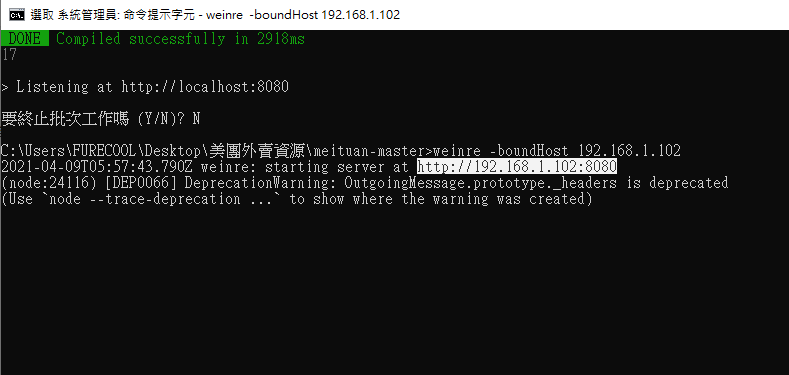 選取 系統管理員: 命令提示字元 - weinre  -boundHost 192.168.1.102
DONE  Compiled successfully in 2918ms
17
> Listening at http://localhost:8080
要終止批次工作嗎 (Y/N)? N
C:\Users\FURECOOL\Desktop\美團外賣資源\meituan-master>weinre -boundHost 192.168.1.102
2021-04-09T05:57:43.790Z weinre: starting server at http://192.168.1.102:8080
(node:24116) [DEP0066] DeprecationWarning: OutgoingMessage.prototype._headers is deprecated
(Use `node --trace-deprecation ...` to show where the warning was created)